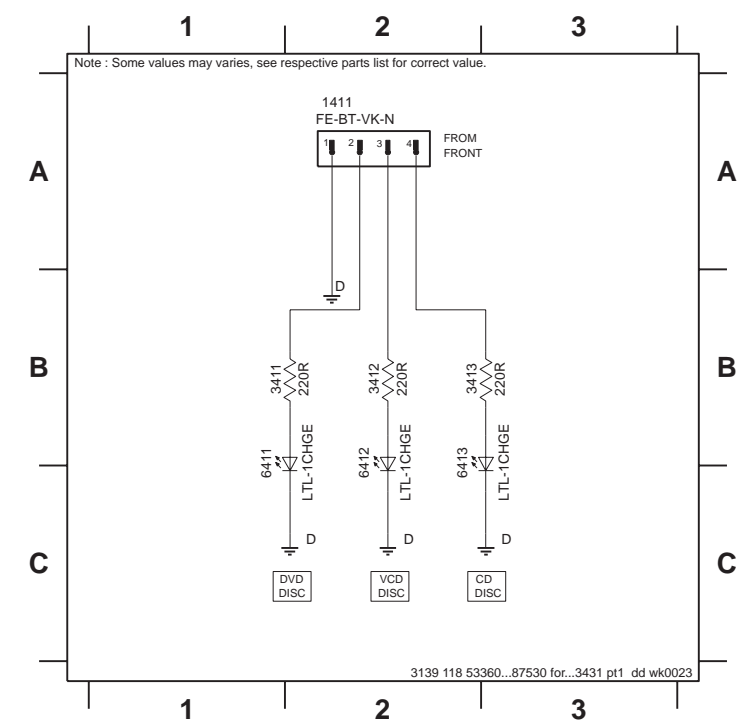 1 2 3
Note : Some values may varies, see respective parts list for correct value.
1411
FE-BT-VK-N
1 2 3 4
FROM
FRONT
A A
D
B B
3411
220R
3412
220R
3413
220R
6411
LTL-1CHGE
6412
LTL-1CHGE
6413
LTL-1CHGE
D D D
C C
DVD
DISC
VCD
DISC
CD
DISC
3139 118 53360...87530 for...3431 pt1 dd wk0023
1 2 3